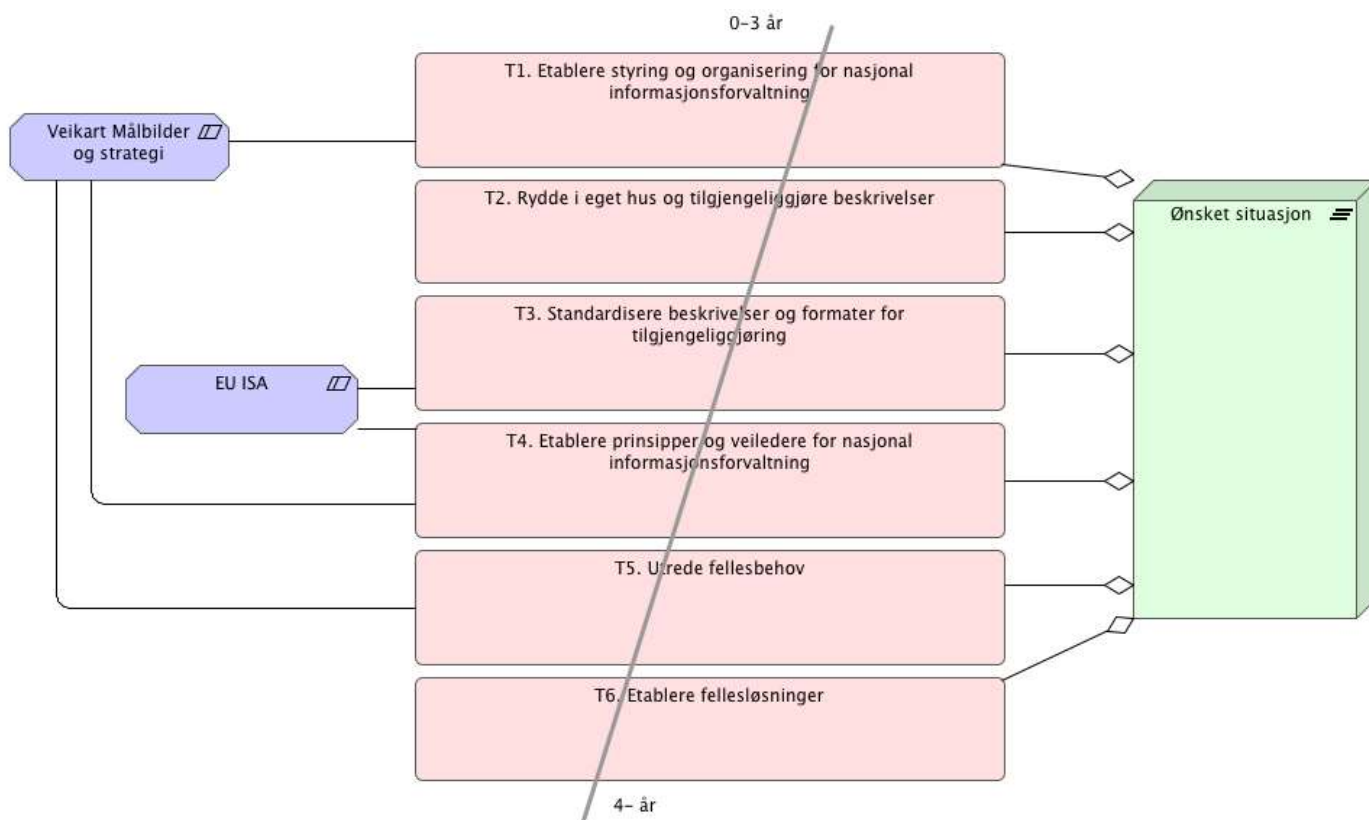 0-3 år
T1. Etablere styring og organisering for nasjonal
informasjonsforvaltning
Veikart Målbilder
og strategi
T2. Rydde i eget hus og tilgjengeliggjøre beskrivelser
Ønsket situasjon
T3. Standardisere beskrivelser og formater for
tilgjengeliggjøring
EU ISA
T4. Etablere prinsipper og veiledere for nasjonal
informasjonsforvaltning
T5. Utrede fellesbehov
T6. Etablere fellesløsninger
4- år